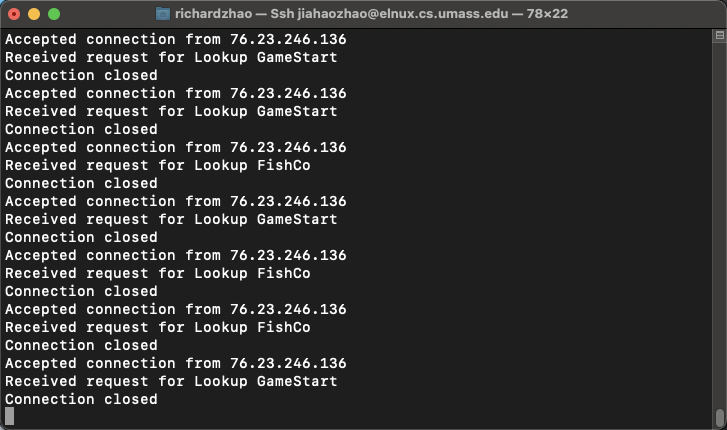 richardzhao — Ssh jiahaozhao@elnux.cs.umass.edu — 78×22
Accepted connection from 76.23.246.136
Received request for Lookup GameStart
Connection closed
Accepted connection from 76.23.246.136
Received request for Lookup GameStart
Connection closed
Accepted connection from 76.23.246.136
Received request for Lookup FishCo
Connection closed
Accepted connection from 76.23.246.136
Received request for Lookup GameStart
Connection closed
Accepted connection from 76.23.246.136
Received request for Lookup FishCo
Connection closed
Accepted connection from 76.23.246.136
Received request for Lookup FishCo
Connection closed
Accepted connection from 76.23.246.136
Received request for Lookup GameStart
Connection closed